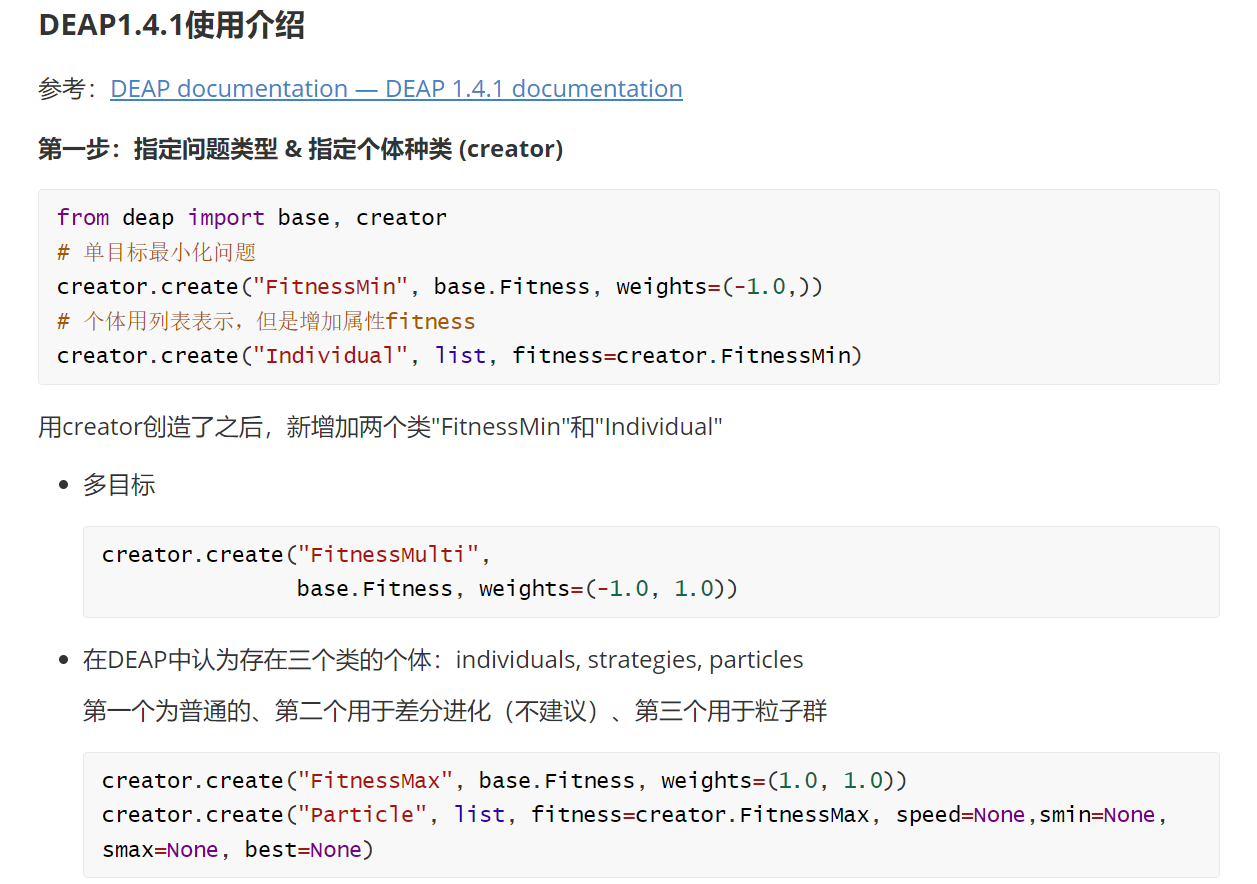 DEAP1.4.1使用介绍
参考：DEAP documentation — DEAP 1.4.1 documentation
第一步：指定问题类型 & 指定个体种类 (creator)
from deap import base, creator
# 单目标最小化问题
creator.create("FitnessMin", base.Fitness, weights=(-1.0,))
# 个体用列表表示，但是增加属性fitness
creator.create("Individual", list, fitness=creator.FitnessMin)
用creator创造了之后，新增加两个类"FitnessMin"和"Individual"
• 多目标
creator.create("FitnessMulti",
base.Fitness, weights=(-1.0, 1.0))
• 在DEAP中认为存在三个类的个体：individuals, strategies, particles
第一个为普通的、第二个用于差分进化（不建议）、第三个用于粒子群
creator.create("FitnessMax", base.Fitness, weights=(1.0, 1.0))
creator.create("Particle", list, fitness=creator.FitnessMax, speed=None,smin=None,
smax=None, best=None)